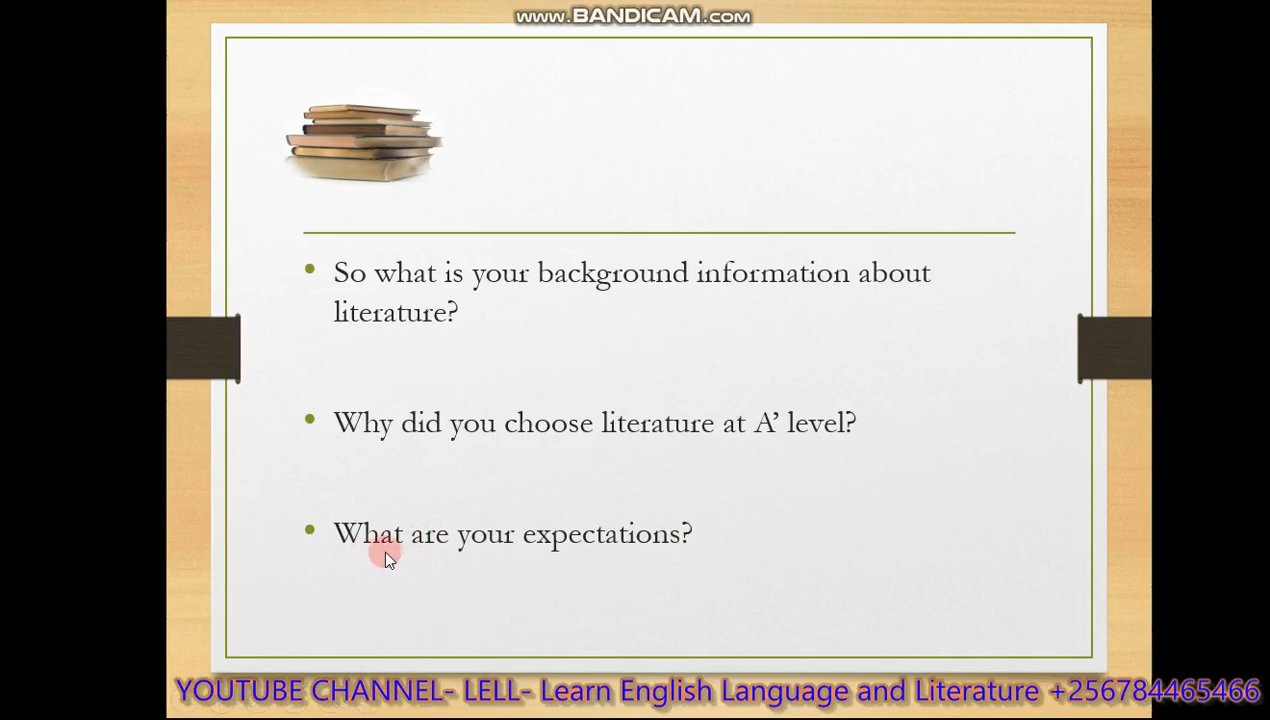 www.BANDICAM.com
So what is your background information about
literature?
Why did you choose literature at A’ level?
What are your expectations?
YOUTUBE CHANNEL- LELL- Learn English Language and Literature +256784465466